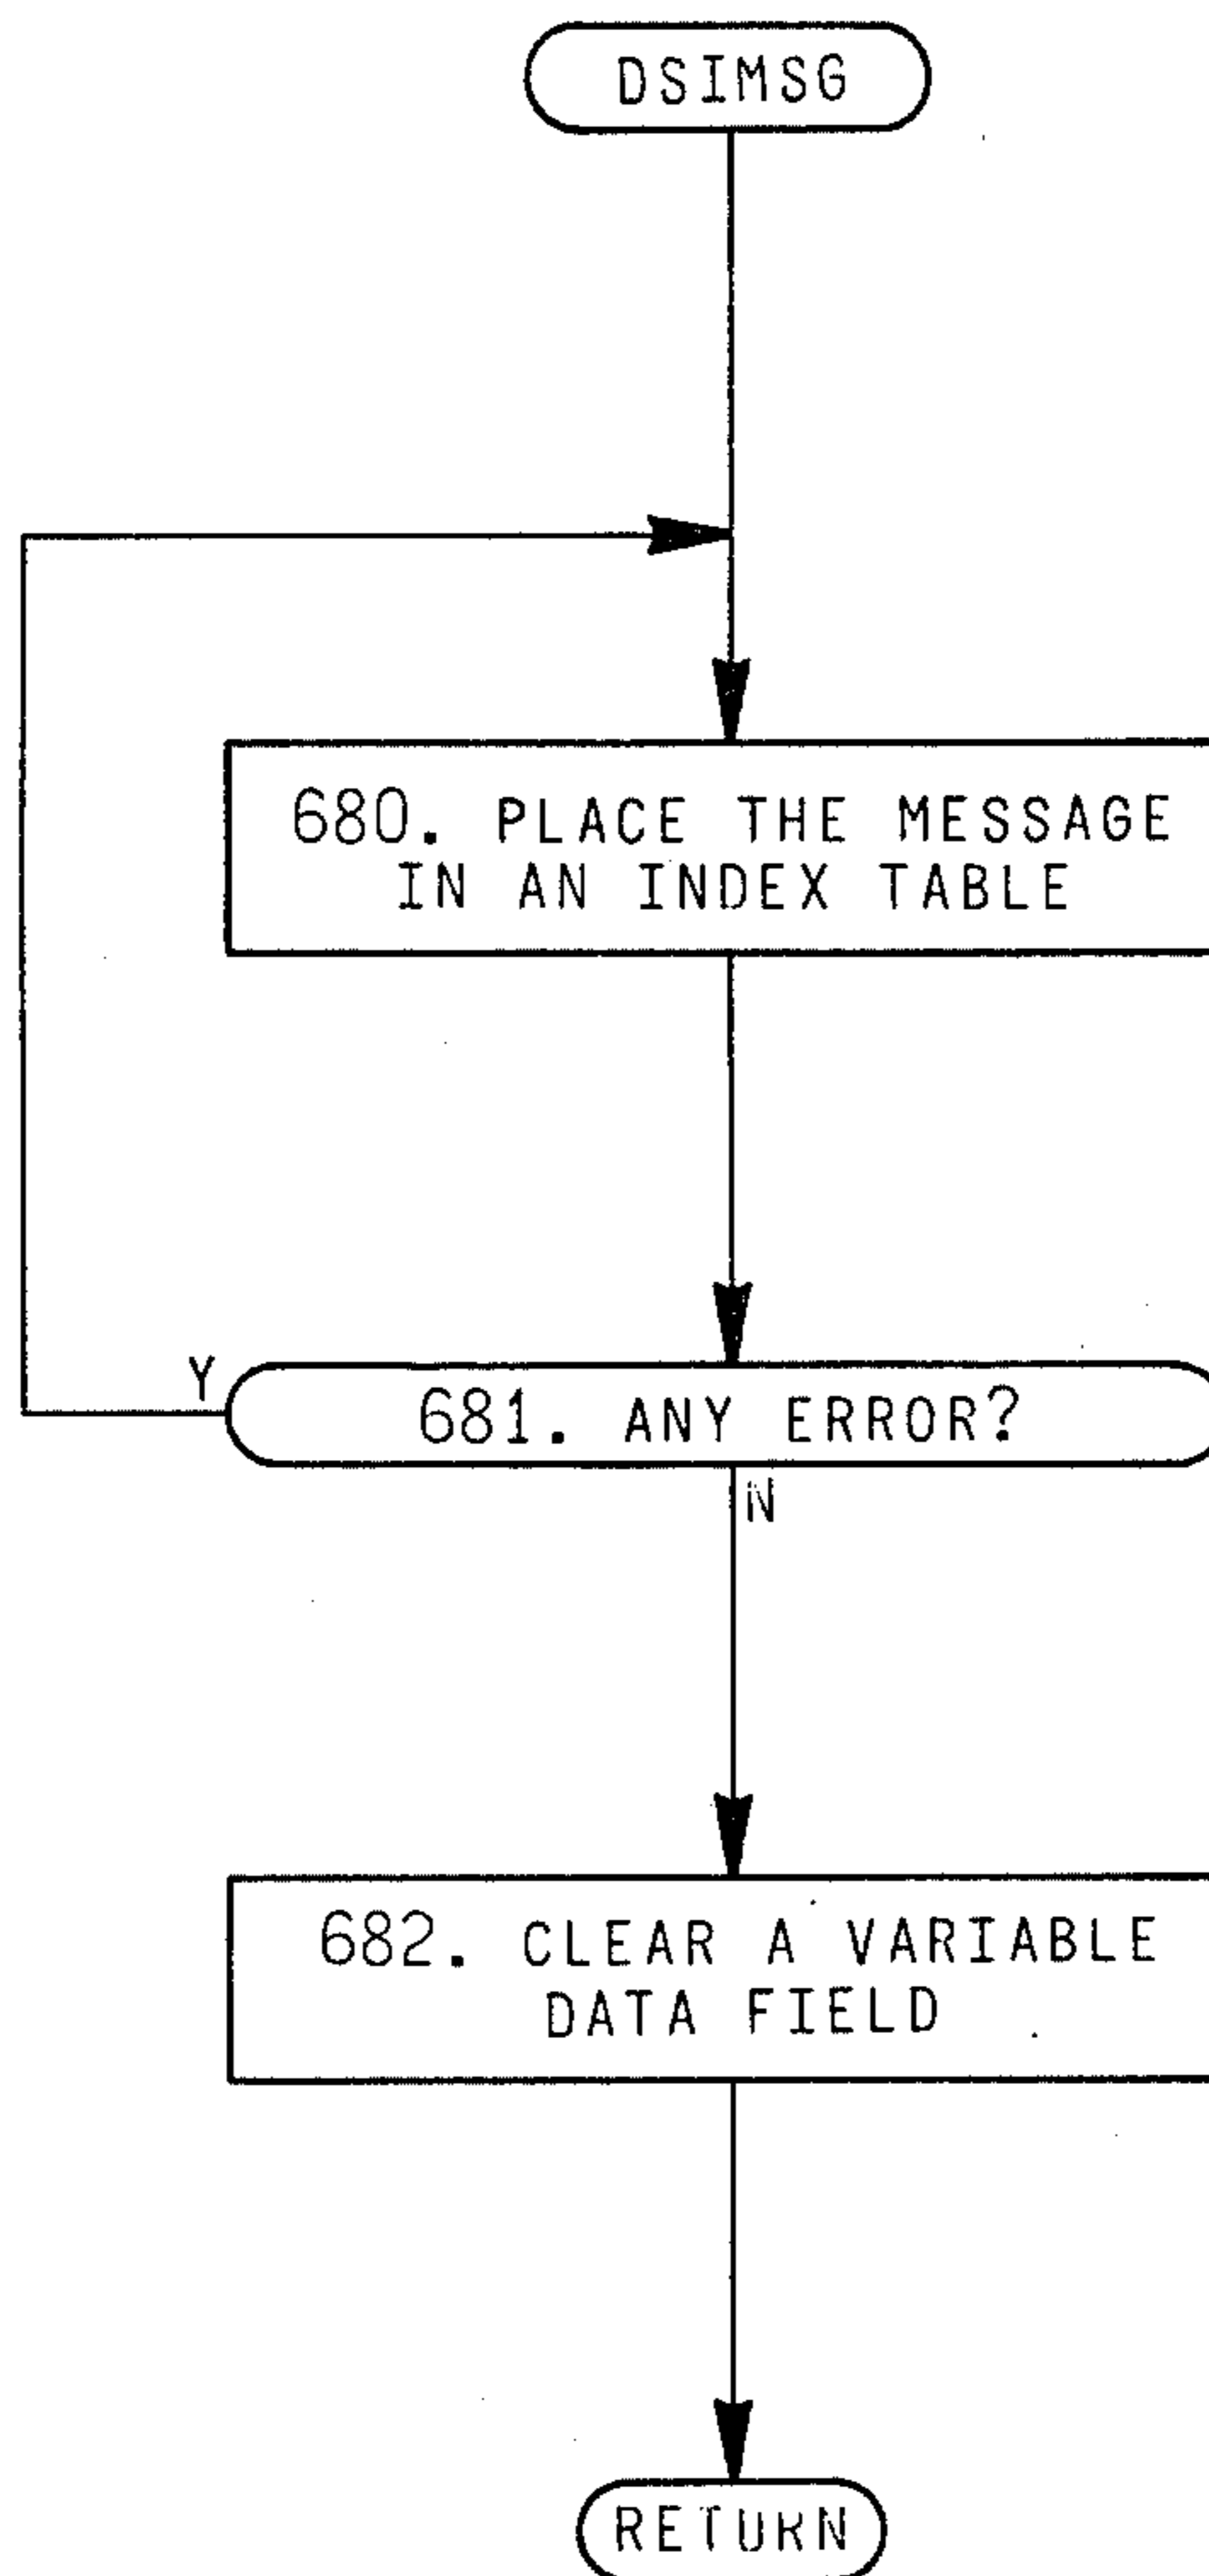 DSIMSG
680. PLACE THE MESSAGE
IN AN INDEX TABLE
Y
681. ANY ERROR?
N
682. CLEAR A VARIABLE
DATA FIELD
RETURN